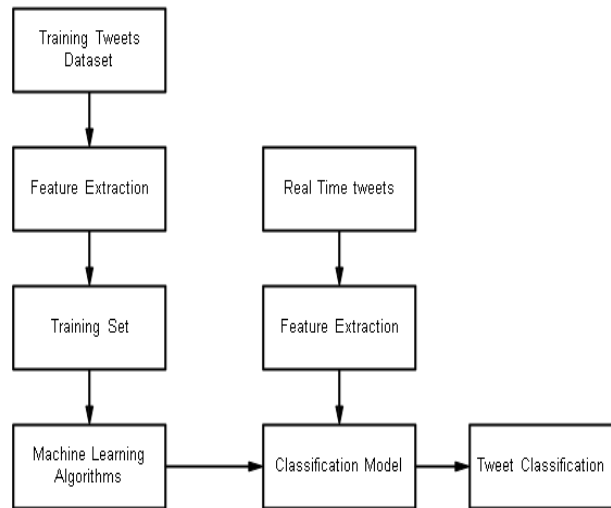 Training Tweets
Dataset
Feature Extraction
Real Time tweets
Training Set
Feature Extraction
Machine Learning
Algorithms
Classification Model
Tweet Classification